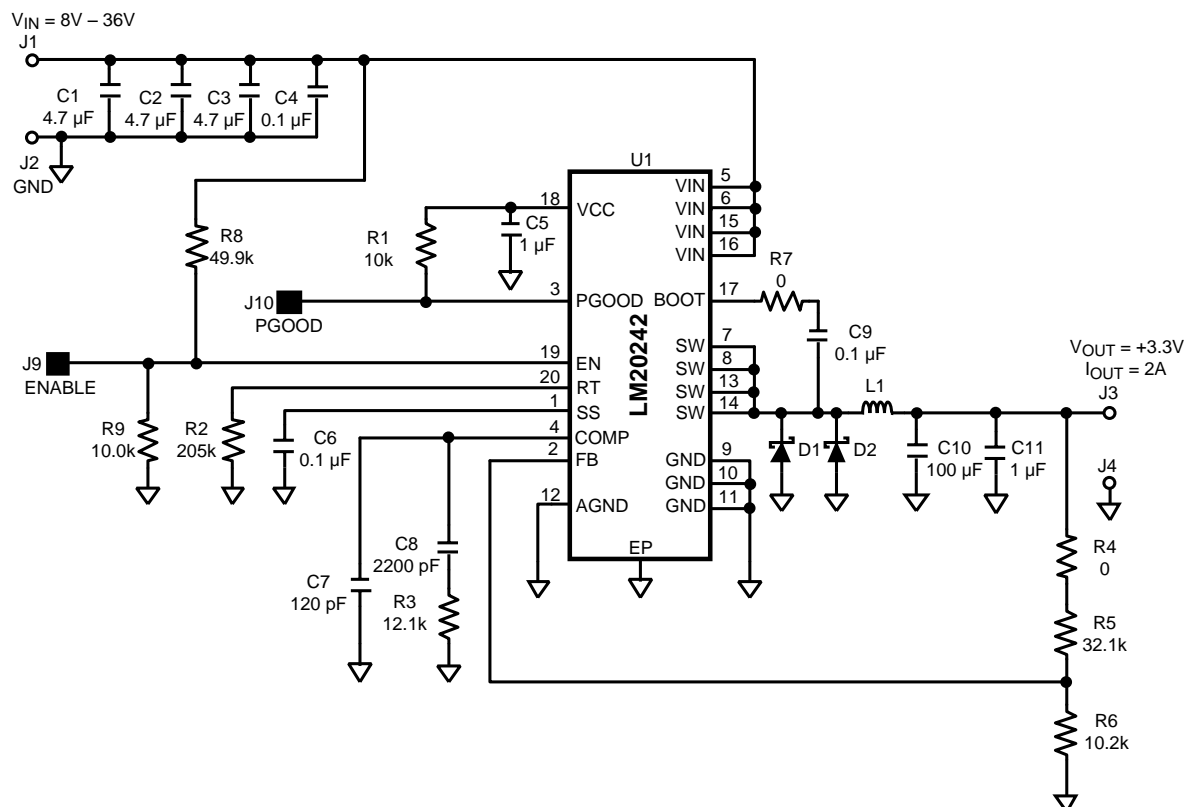 V_IN = 8V – 36V
J1
C1
4.7 µF
C2
4.7 µF
C3
4.7 µF
C4
0.1 µF
J2
GND
R8
49.9k
R1
10k
C5
1 µF
J10
PGOOD
J9
ENABLE
R9
10.0k
R2
205k
C6
0.1 µF
C7
120 pF
C8
2200 pF
R3
12.1k
U1
LM20242
18
VCC
3
PGOOD
19
EN
20
RT
1
SS
4
COMP
2
FB
12
AGND
EP
VIN
5
VIN
6
VIN
15
VIN
16
BOOT
17
SW
7
SW
8
SW
13
SW
14
GND
9
GND
10
GND
11
R7
0
C9
0.1 µF
L1
D1
D2
C10
100 µF
C11
1 µF
V_OUT = +3.3V
I_OUT = 2A
J3
J4
R4
0
R5
32.1k
R6
10.2k